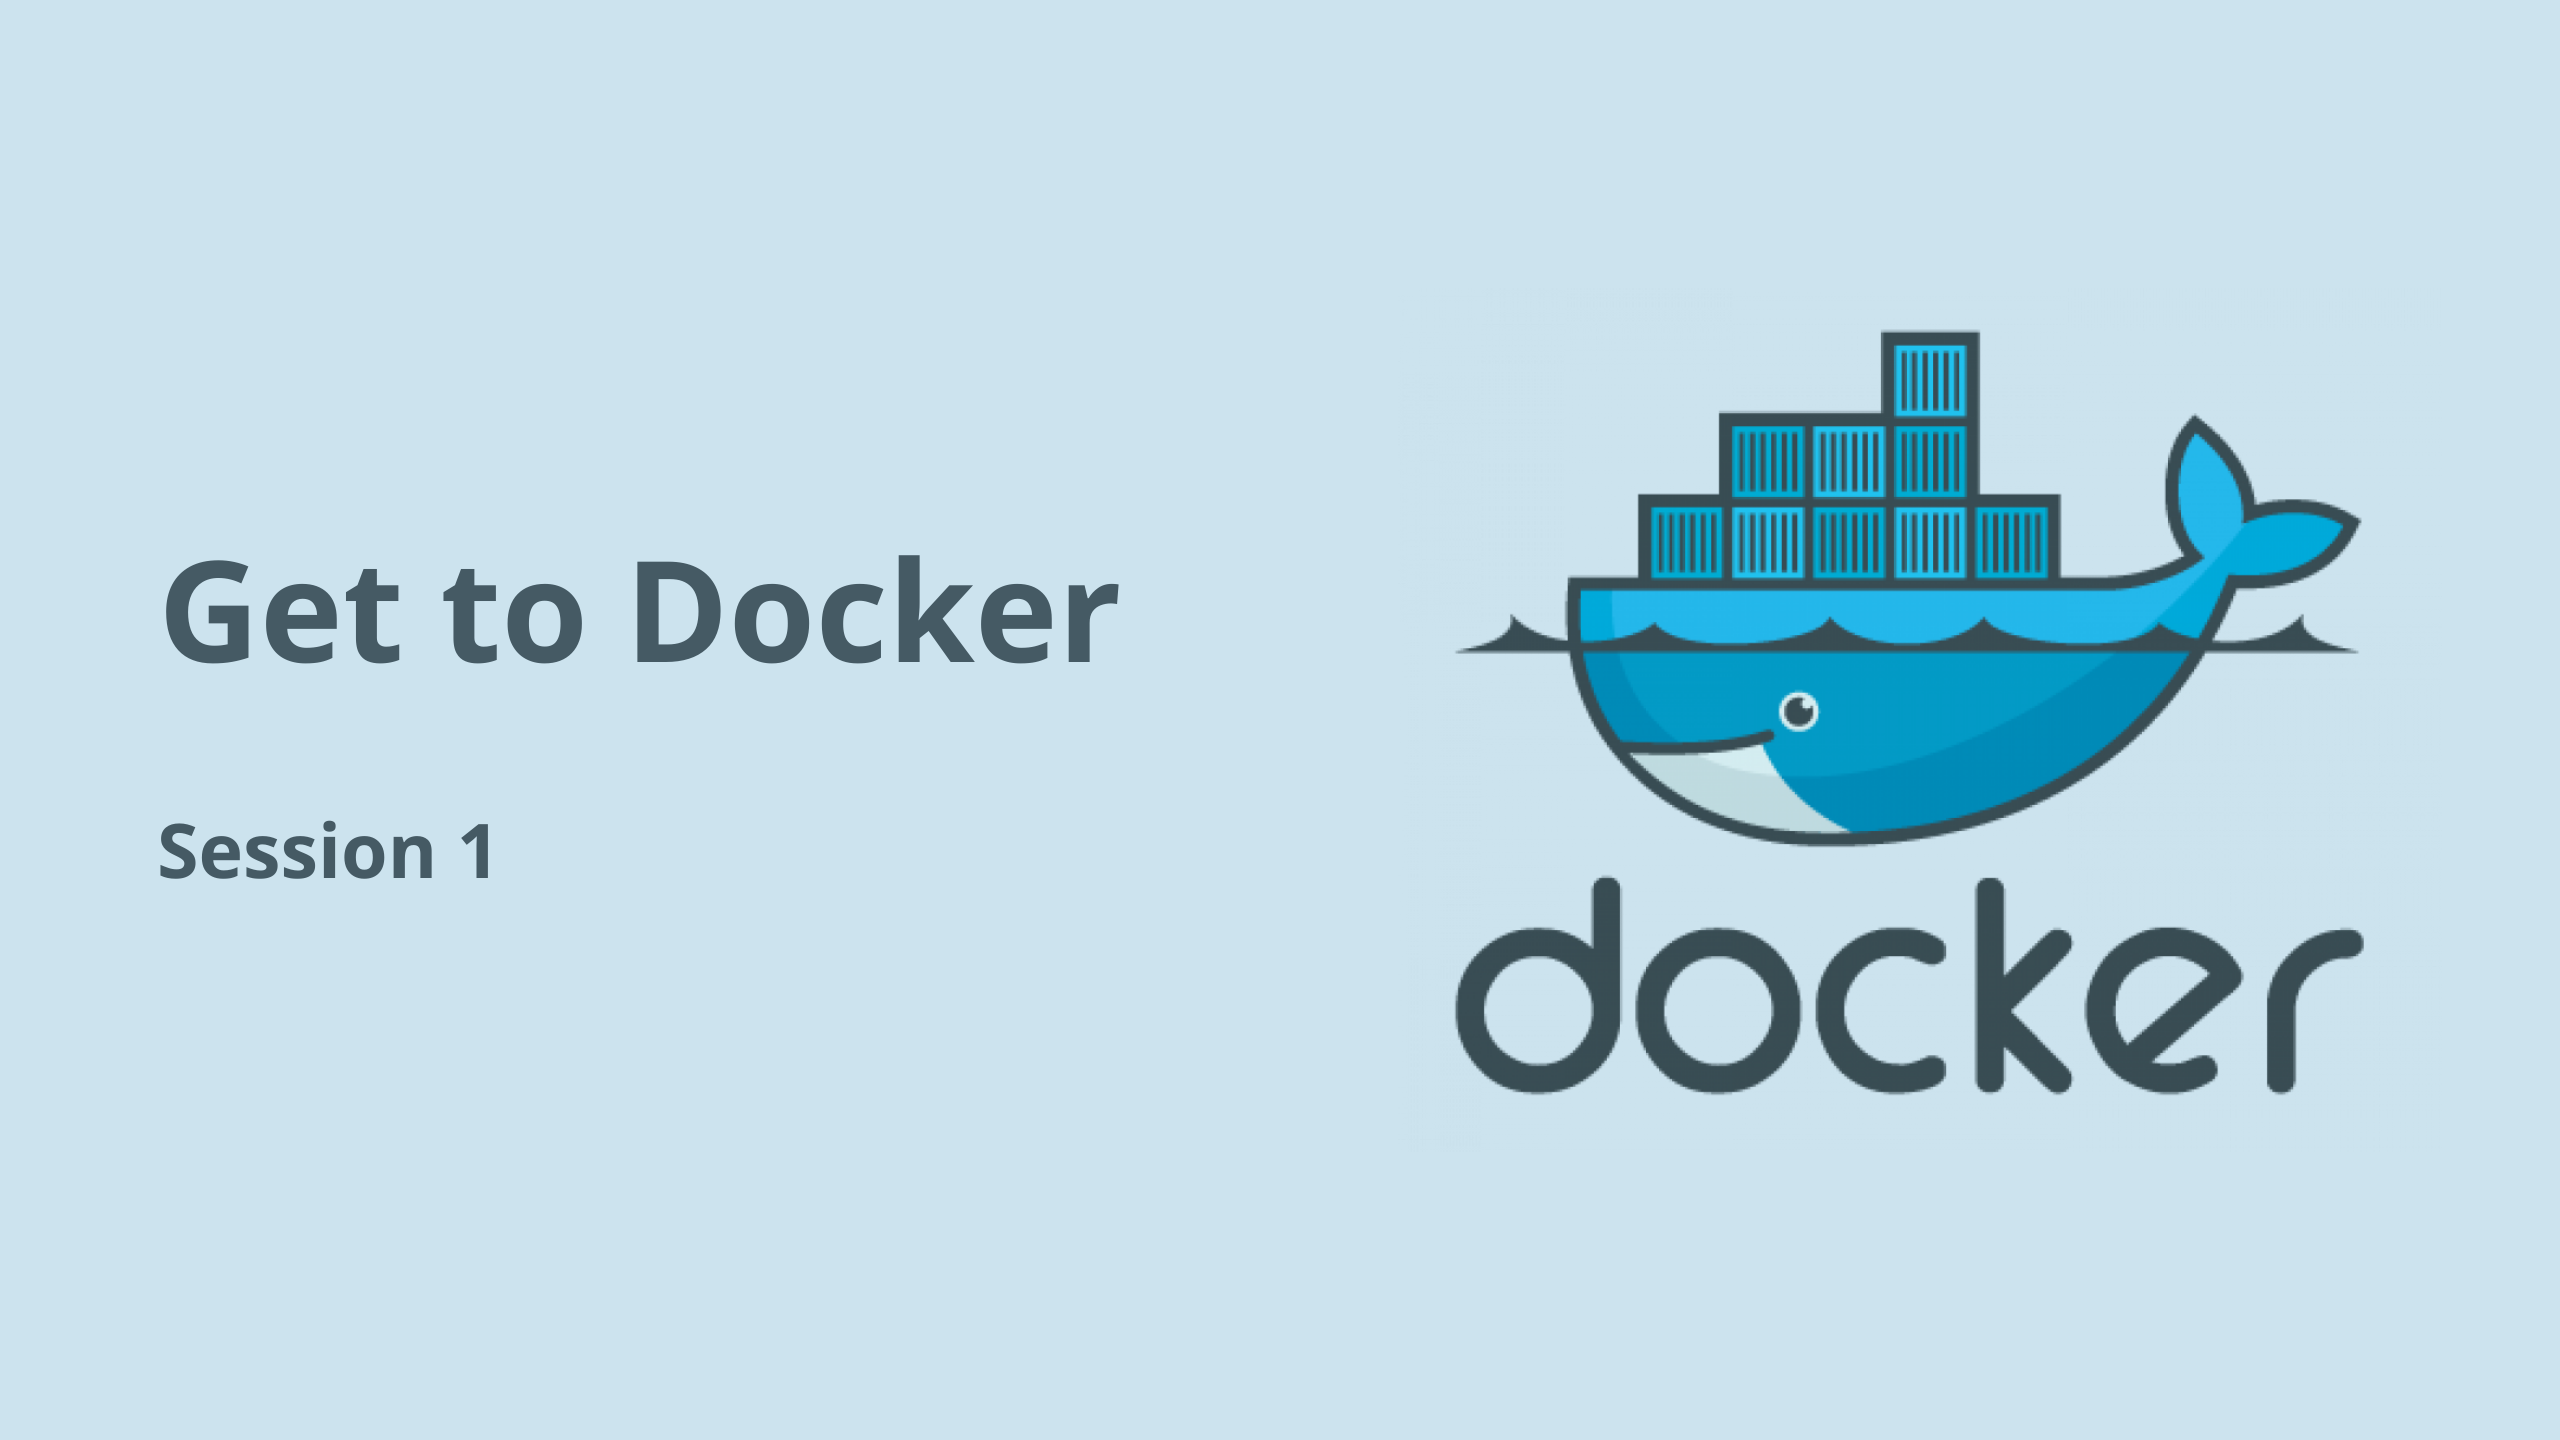 Get to Docker
Session 1
docker